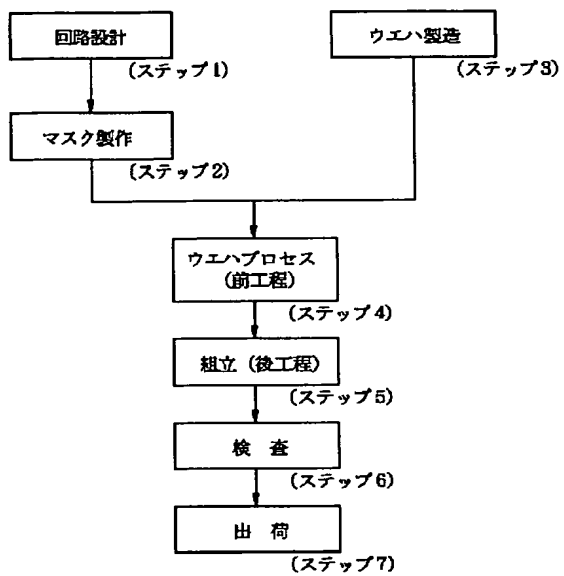 回路設計
(ステップ1)
ウエハ製造
(ステップ3)
マスク製作
(ステップ2)
ウエハプロセス
(前工程)
(ステップ4)
組立 (後工程)
(ステップ5)
検 査
(ステップ6)
出 荷
(ステップ7)